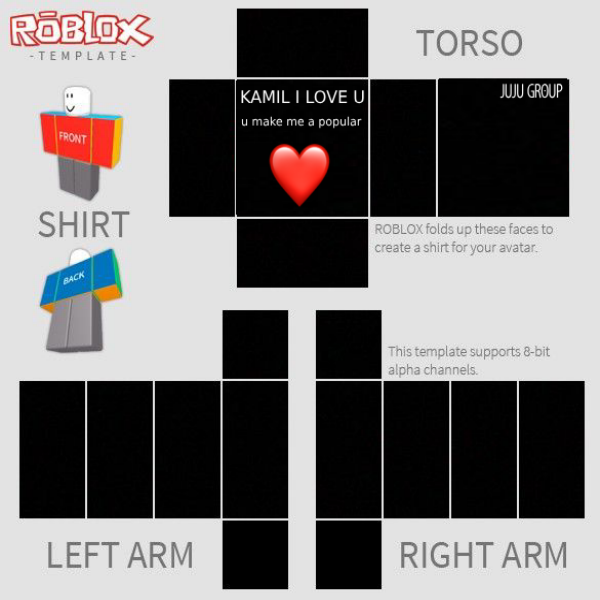 RŌBLOX
-TEMPLATE-
TORSO
KAMIL I LOVE U
u make me a popular
JUJU GROUP
FRONT
SHIRT
ROBLOX folds up these faces to
create a shirt for your avatar.
BACK
This template supports 8-bit
alpha channels.
LEFT ARM
RIGHT ARM